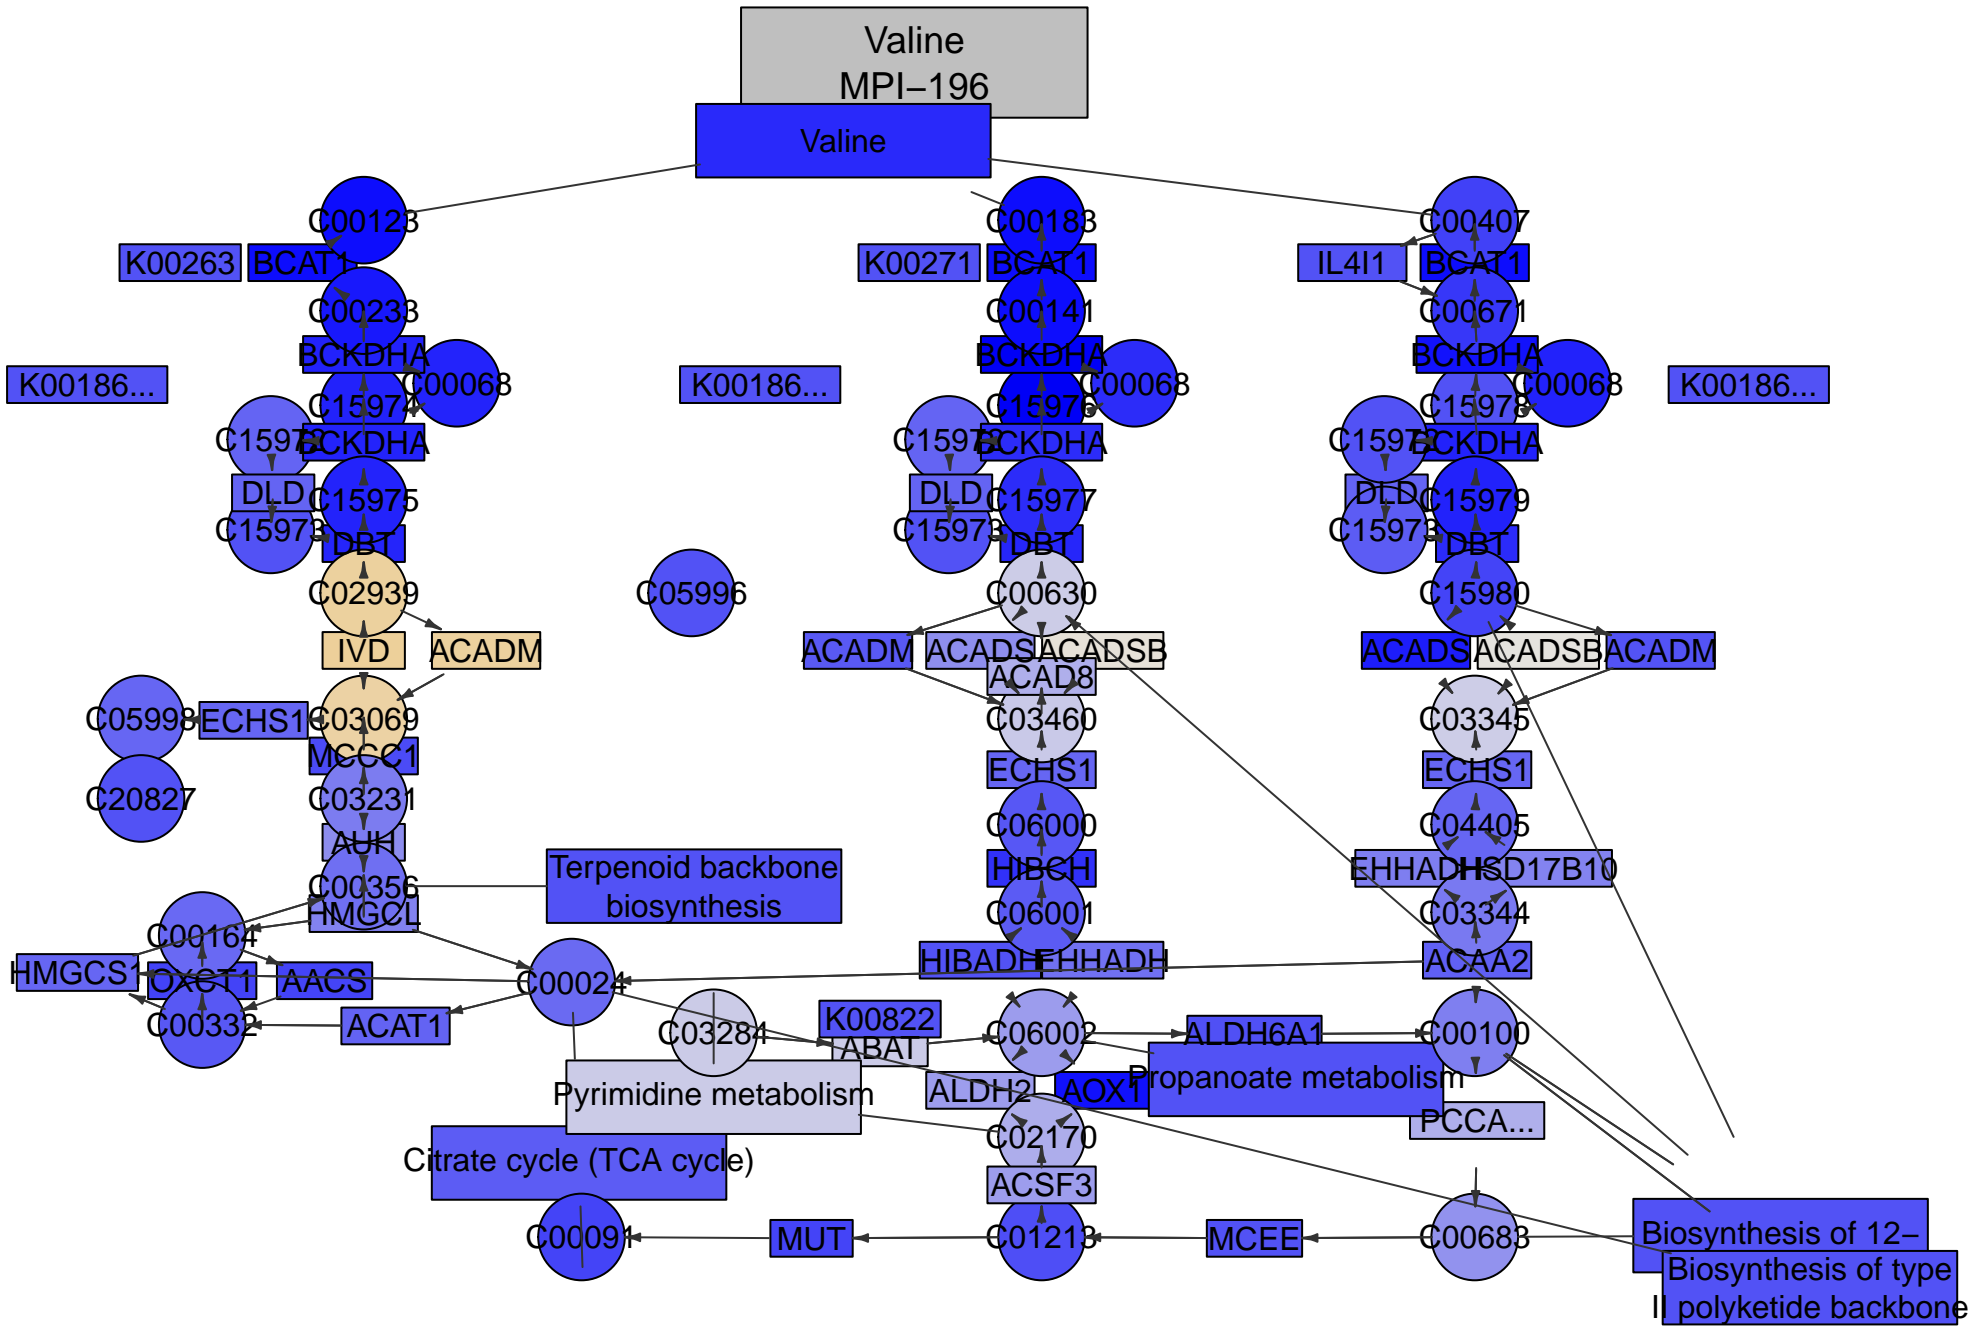 Valine
MPI−196
Valine
C00123
C00183
C00407
K00263
BCAT1
K00271
BCAT1
IL4I1
BCAT1
C00233
C00141
C00671
BCKDHA
BCKDHA
BCKDHA
K00186...
C00068
K00186...
C00068
C00068
K00186...
C15974
C15976
C15978
C15972
BCKDHA
C15972
BCKDHA
C15972
BCKDHA
DLD
C15975
DLD
C15977
DLD
C15979
C15973
DBT
C15973
DBT
C15973
DBT
C02939
C05996
C00630
C15980
IVD
ACADM
ACADM
ACADS
ACADSB
ACADS
ACADSB
ACADM
ACAD8
C05998
ECHS1
C03069
C03460
C03345
MCCC1
ECHS1
ECHS1
C20827
C03231
C06000
C04405
AUH
HIBCH
EHHADH
HSD17B10
C00356
Terpenoid backbone
biosynthesis
HMGCL
C06001
C03344
C00164
HMGCS1
OXCT1
AACS
C00024
HIBADH
EHHADH
ACAA2
C00332
ACAT1
C03284
K00822
ABAT
C06002
ALDH6A1
C00100
Pyrimidine metabolism
ALDH2
AOX1
Propanoate metabolism
C02170
PCCA...
Citrate cycle (TCA cycle)
ACSF3
C00091
MUT
C01213
MCEE
C00683
Biosynthesis of 12−
Biosynthesis of type
II polyketide backbone